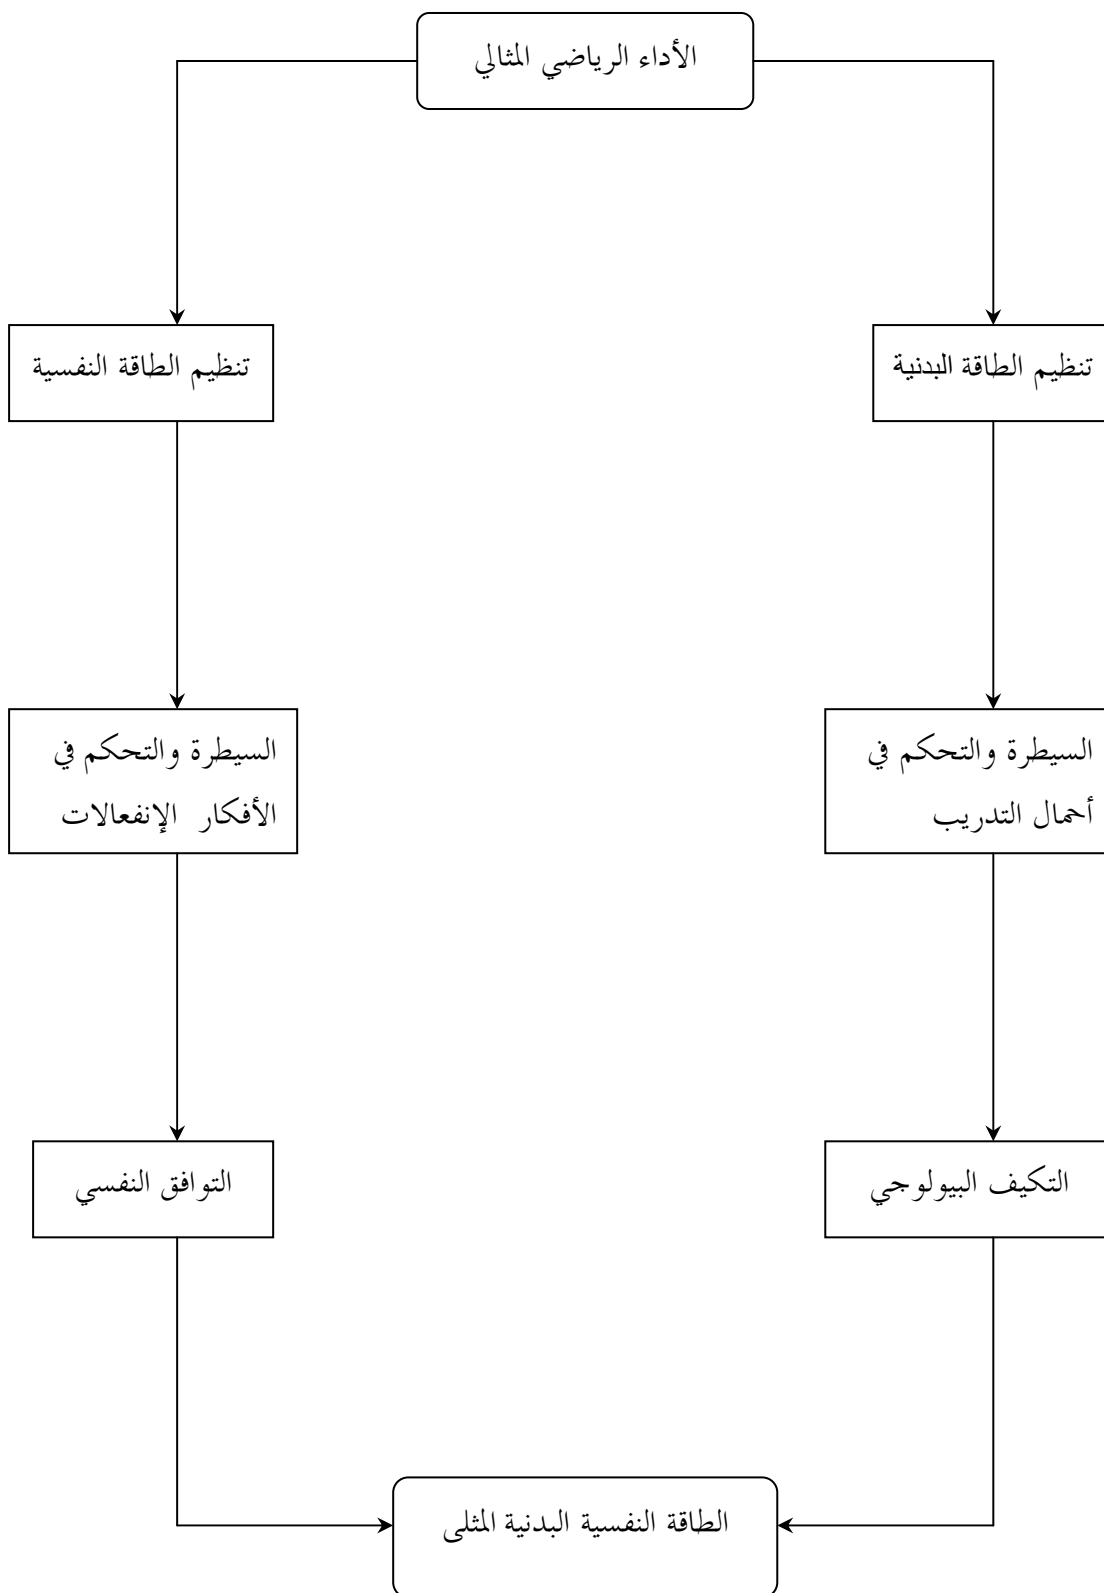 الأداء الرياضي المثالي
تنظيم الطاقة البدنية
تنظيم الطاقة النفسية
السيطرة والتحكم في
أحمال التدريب
السيطرة والتحكم في
الأفكار الإنفعالات
التكيف البيولوجي
التوافق النفسي
الطاقة النفسية البدنية المثلى